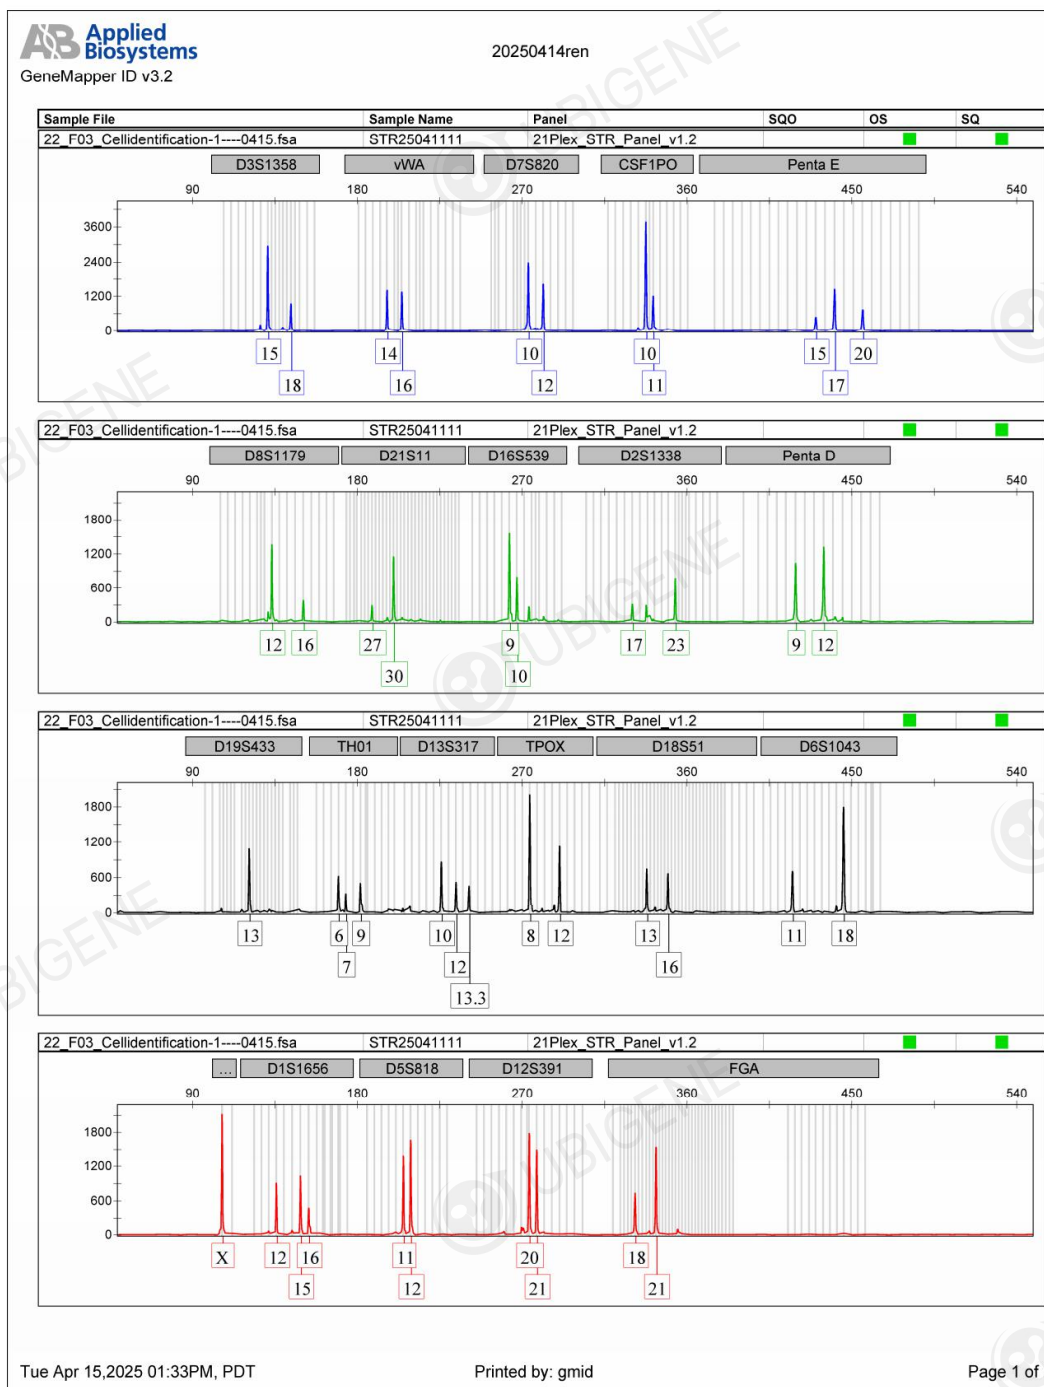 AB Applied
Biosystems
20250414ren
GeneMapper ID v3.2
Sample File Sample Name Panel SQO OS SQ
22_F03_Cellidentification-1----0415.fsa STR25041111 21Plex_STR_Panel_v1.2
D3S1358 vWA D7S820 CSF1PO Penta E
90 180 270 360 450 540
3600
2400
1200
0
15 14 10 10 15 20
18 16 12 11 17
22_F03_Cellidentification-1----0415.fsa STR25041111 21Plex_STR_Panel_v1.2
D8S1179 D21S11 D16S539 D2S1338 Penta D
90 180 270 360 450 540
1800
1200
600
0
12 16 27 9 17 23 9 12
30 10
22_F03_Cellidentification-1----0415.fsa STR25041111 21Plex_STR_Panel_v1.2
D19S433 TH01 D13S317 TPOX D18S51 D6S1043
90 180 270 360 450 540
1800
1200
600
0
13 6 9 10 8 12 13 11 18
7 12 16
13.3
22_F03_Cellidentification-1----0415.fsa STR25041111 21Plex_STR_Panel_v1.2
... D1S1656 D5S818 D12S391 FGA
90 180 270 360 450 540
1800
1200
600
0
X 12 16 11 20 18
15 12 21 21
Tue Apr 15,2025 01:33PM, PDT Printed by: gmid Page 1 of
UBIGENE
UBIGENE
UBIGENE
UBIGENE
UBIGENE